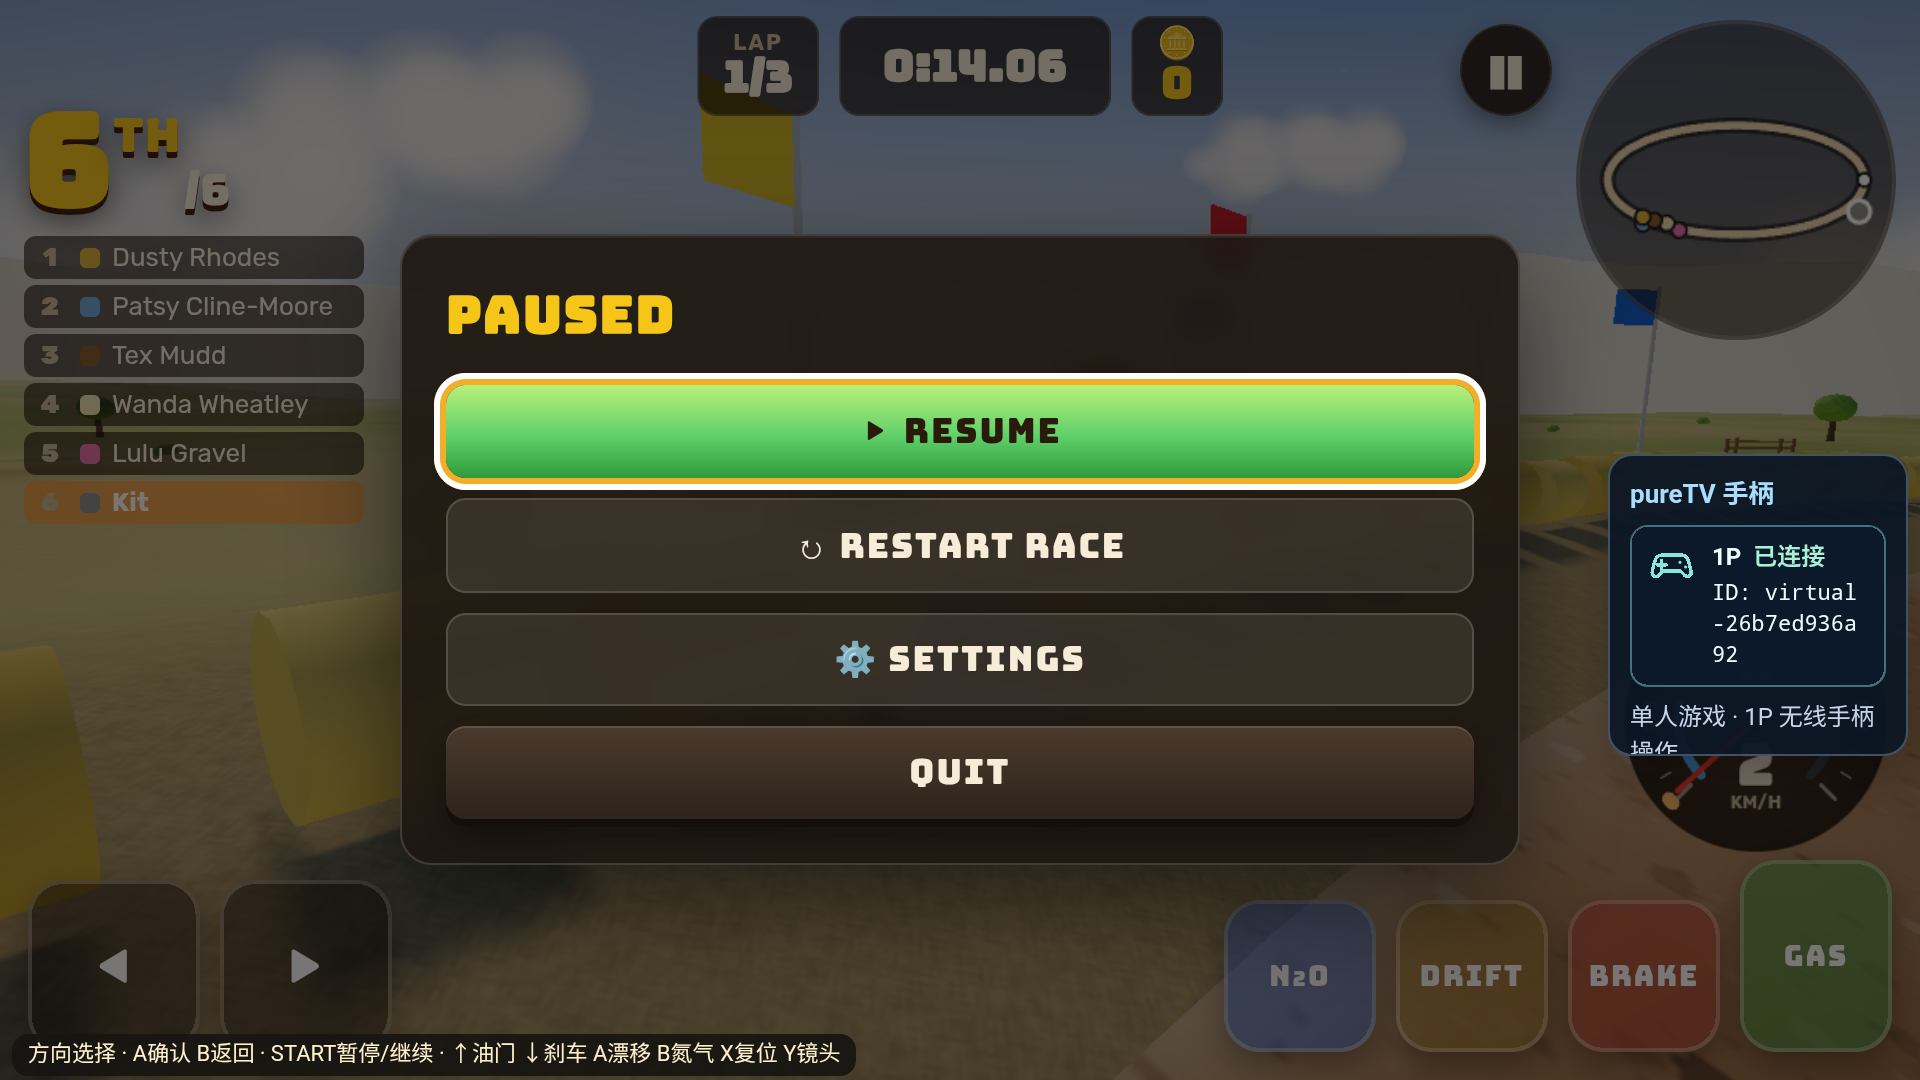 LAP
1/3
0:14.06
0
6TH
/6
1 Dusty Rhodes
2 Patsy Cline-Moore
3 Tex Mudd
4 Wanda Wheatley
5 Lulu Gravel
6 Kit
PAUSED
RESUME
RESTART RACE
SETTINGS
QUIT
pureTV 手柄
1P 已连接
ID: virtual
-26b7ed936a
92
单人游戏 · 1P 无线手柄
操作
2
KM/H
N2O
DRIFT
BRAKE
GAS
方向选择 · A确认 B返回 · START暂停/继续 · ↑油门 ↓刹车 A漂移 B氮气 X复位 Y镜头